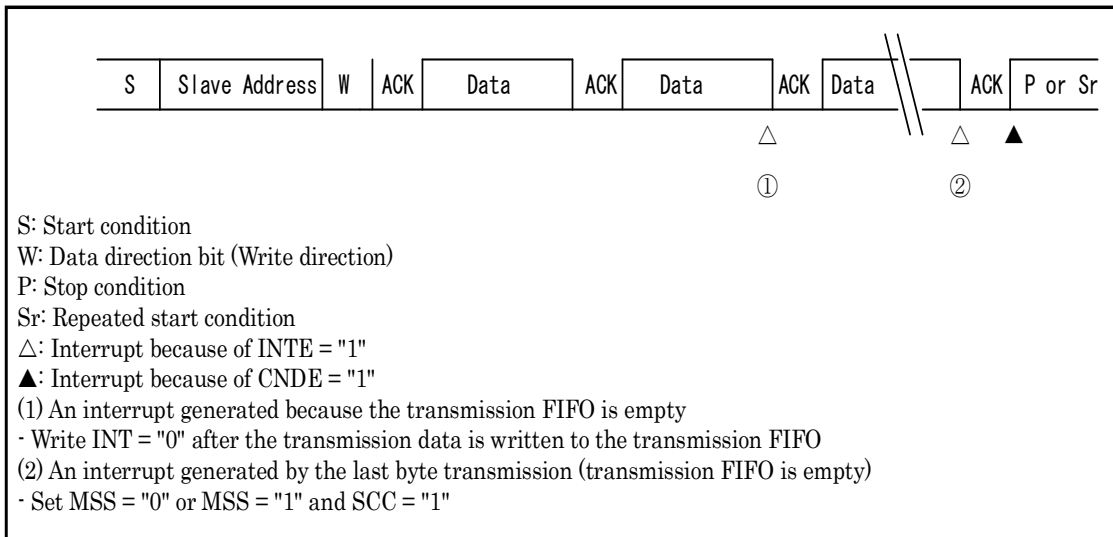 S Slave Address W ACK Data ACK Data ACK Data ACK P or Sr
△ △ ▲
① ②
S: Start condition
W: Data direction bit (Write direction)
P: Stop condition
Sr: Repeated start condition
△: Interrupt because of INTE = "1"
▲: Interrupt because of CNDE = "1"
(1) An interrupt generated because the transmission FIFO is empty
- Write INT = "0" after the transmission data is written to the transmission FIFO
(2) An interrupt generated by the last byte transmission (transmission FIFO is empty)
- Set MSS = "0" or MSS = "1" and SCC = "1"